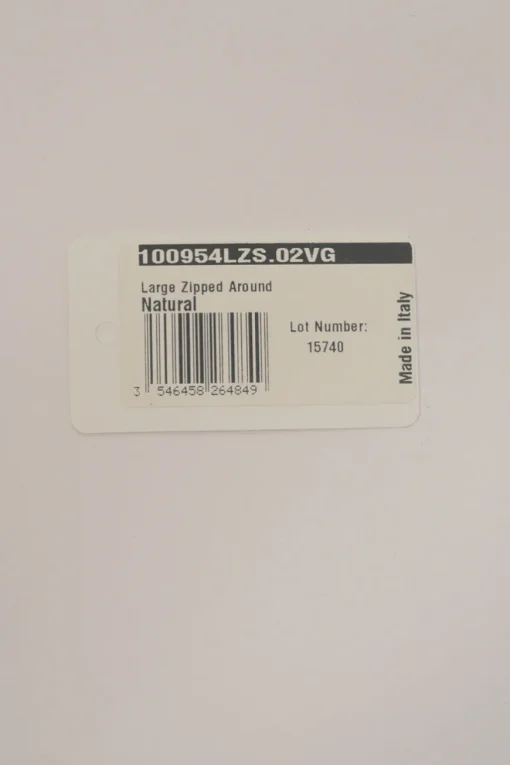 100954LZS.02VG
Large Zipped Around
Natural
Lot Number:
15740
3 546458 264849
Made in Italy